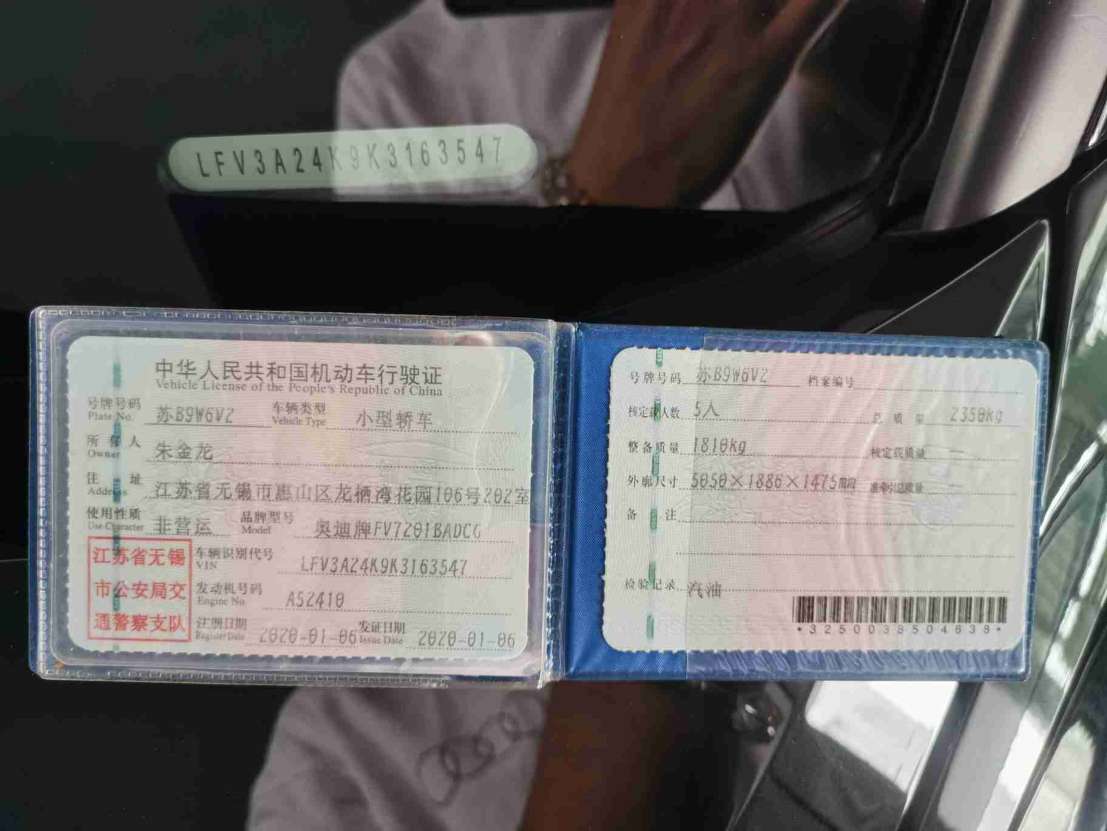 LFV3A24K9K3163547
中华人民共和国机动车行驶证
Vehicle License of the People's Republic of China
号牌号码 苏B9W6V2 车辆类型 小型轿车
Plate No. Vehicle Type
所有人 朱金龙
Owner
住址 江苏省无锡市惠山区龙栖湾花园106号202室
Address
使用性质 非营运 品牌型号 奥迪牌FV7201BADCG
Use Character Model
江苏省无锡
市公安局交
通警察支队
车辆识别代号 LFV3A24K9K3163547
VIN
发动机号码 A52410
Engine No.
注册日期 2020-01-06 发证日期 2020-01-06
Register Date Issue Date
号牌号码 苏B9W6V2 档案编号
核定载人数 5人 总质量 2350kg
整备质量 1810kg 核定载质量 —
外廓尺寸 5050×1886×1475mm 准牵引总质量 —
备注
检验记录 汽油
*3250038504638*